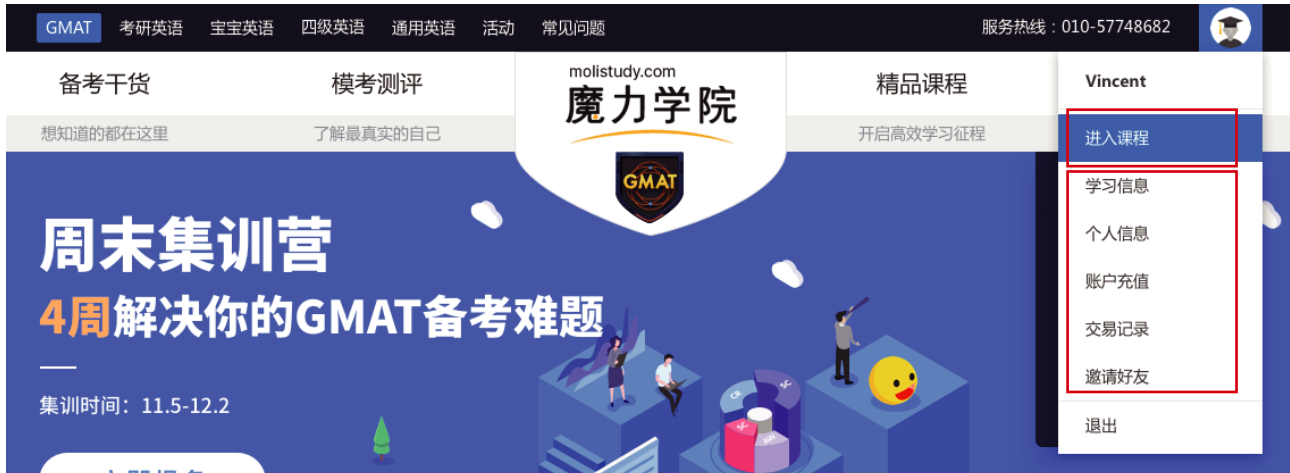 GMAT 考研英语 宝宝英语 四级英语 通用英语 活动 常见问题 服务热线：010-57748682
备考干货 模考测评 精品课程
想知道的都在这里 了解最真实的自己 开启高效学习征程
molistudy.com
魔力学院
GMAT
Vincent
进入课程
学习信息
个人信息
账户充值
交易记录
邀请好友
退出
周末集训营
4周解决你的GMAT备考难题
集训时间：11.5-12.2
CR
SC
SC
AW